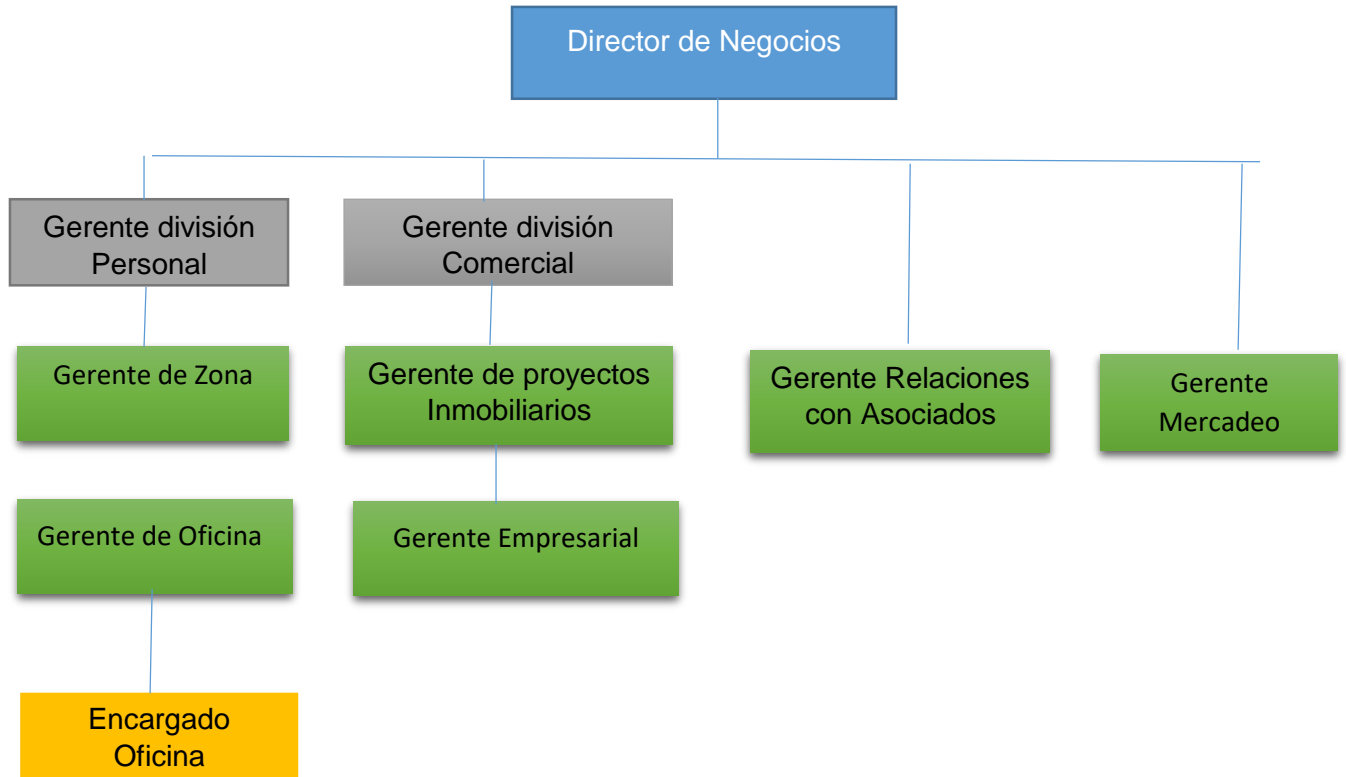 Director de Negocios
Gerente división
Personal
Gerente división
Comercial
Gerente de Zona
Gerente de proyectos
Inmobiliarios
Gerente Relaciones
con Asociados
Gerente
Mercadeo
Gerente de Oficina
Gerente Empresarial
Encargado
Oficina